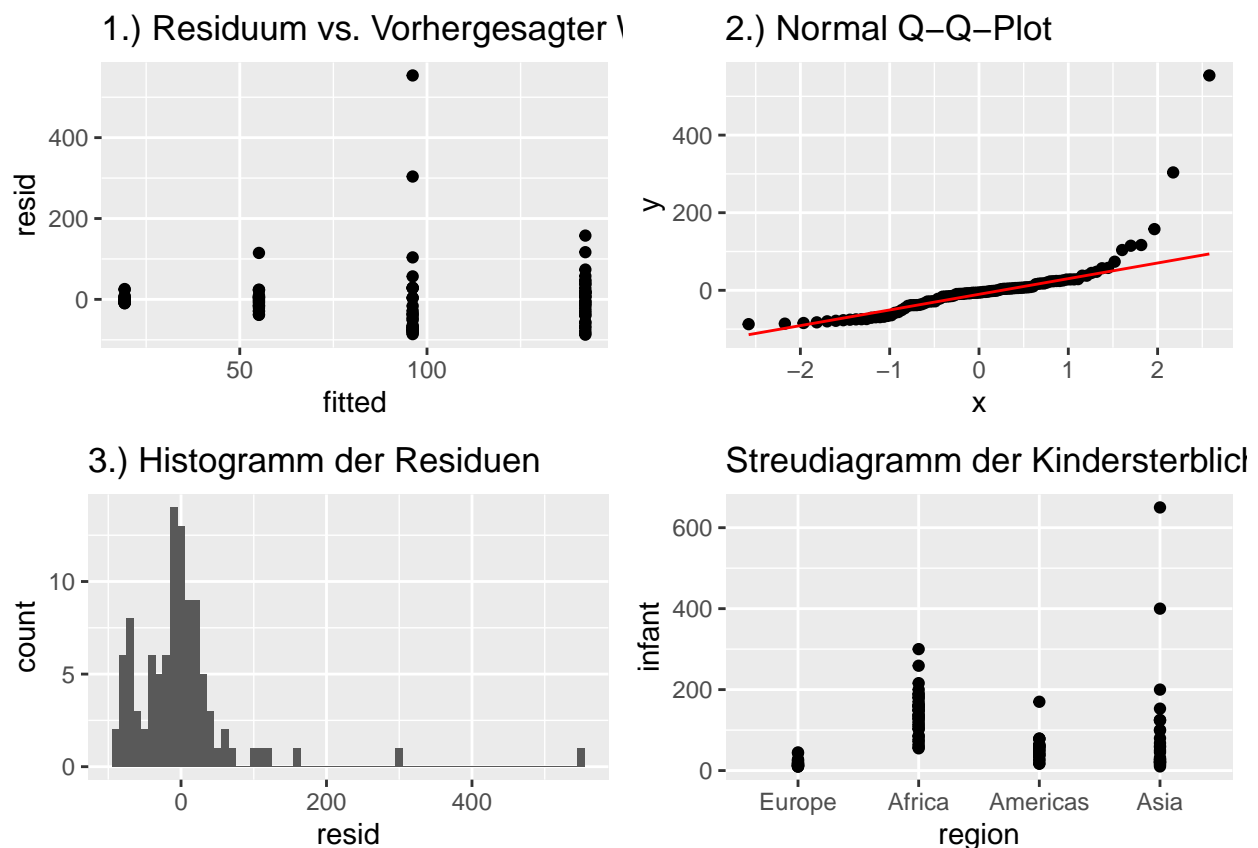 1.) Residuum vs. Vorhergesagter
400
200
0
resid
50
100
fitted
2.) Normal Q−Q−Plot
400
200
0
y
−2
−1
0
1
2
x
3.) Histogramm der Residuen
10
5
0
count
0
200
400
resid
Streudiagramm der Kindersterblich
600
400
200
0
infant
Europe
Africa
Americas
Asia
region